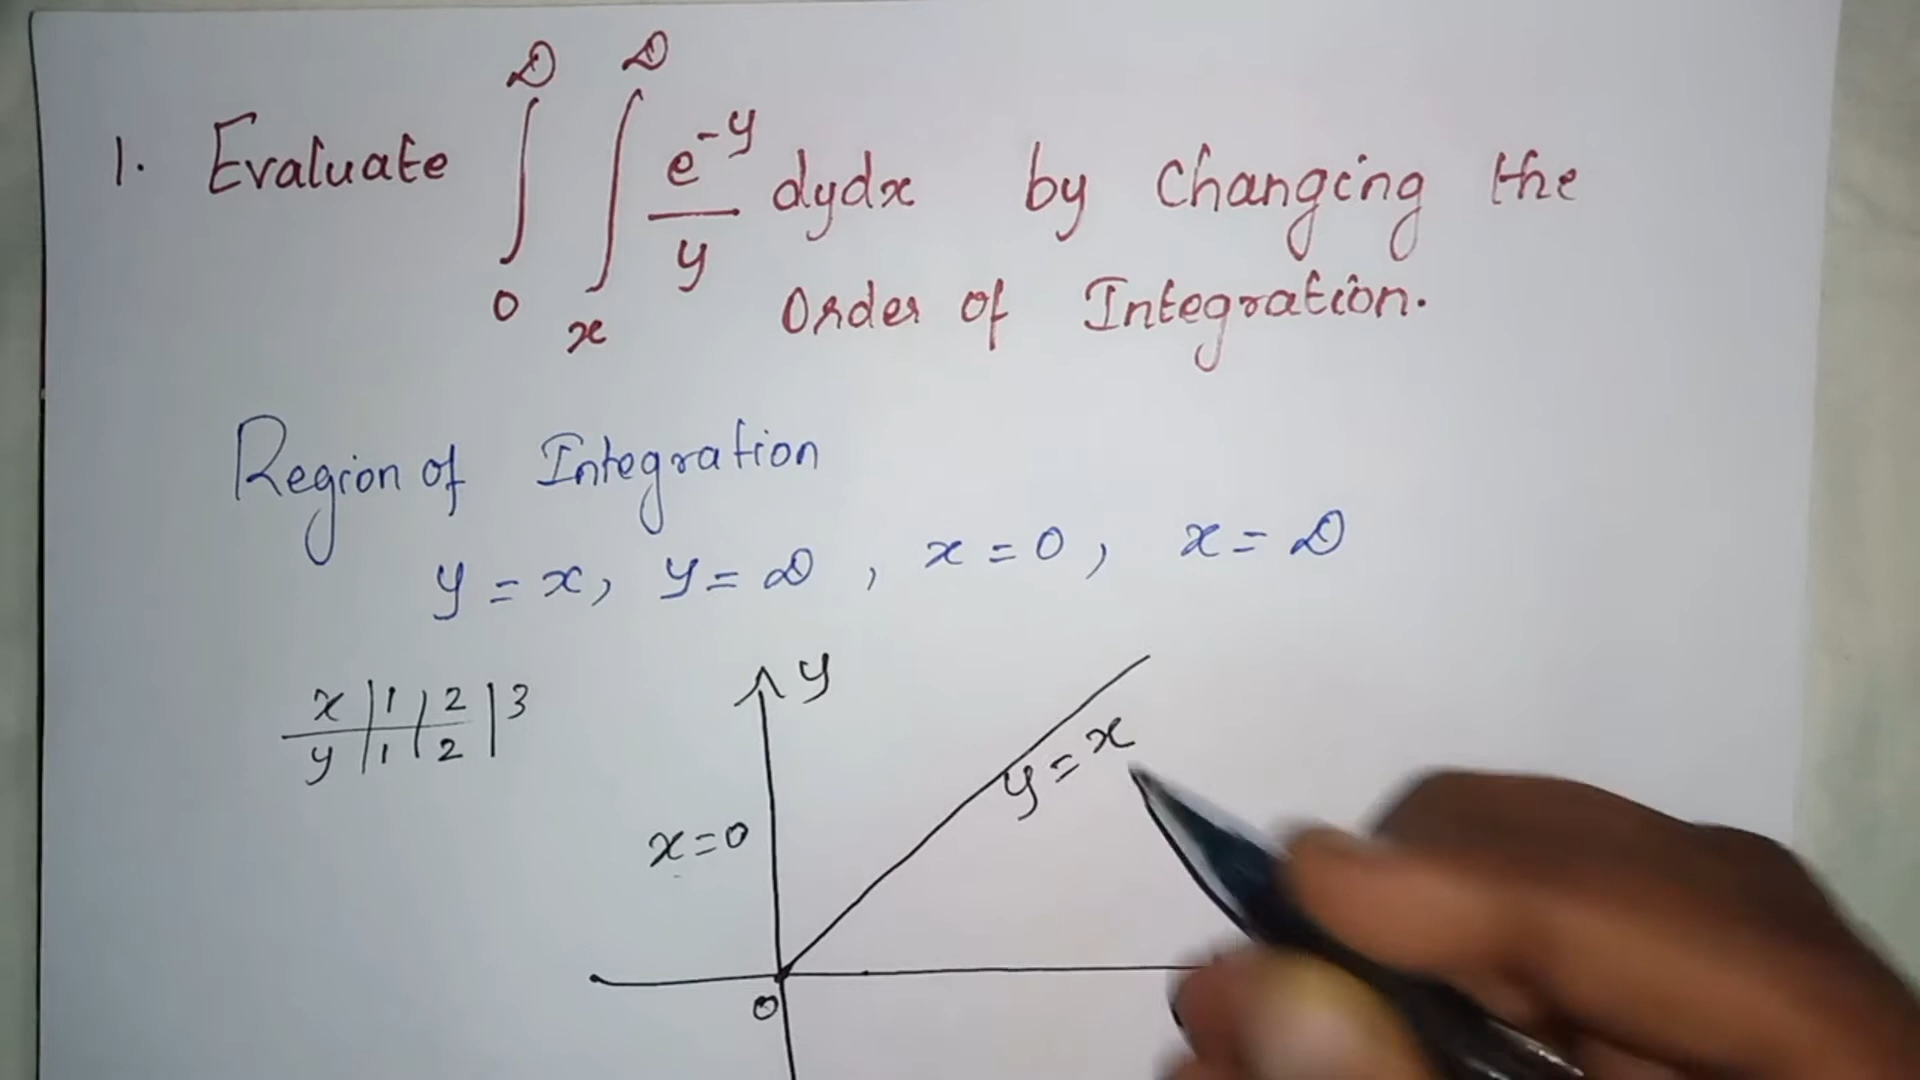 1. Evaluate ∫₀^∞ ∫ₓ^∞ e^{-y}/y dydx by Changing the
Order of Integration.
Region of Integration
y = x, y = ∞, x = 0, x = ∞
x | 1 | 2 | 3
y | 1 | 2
y
y = x
x = 0
0